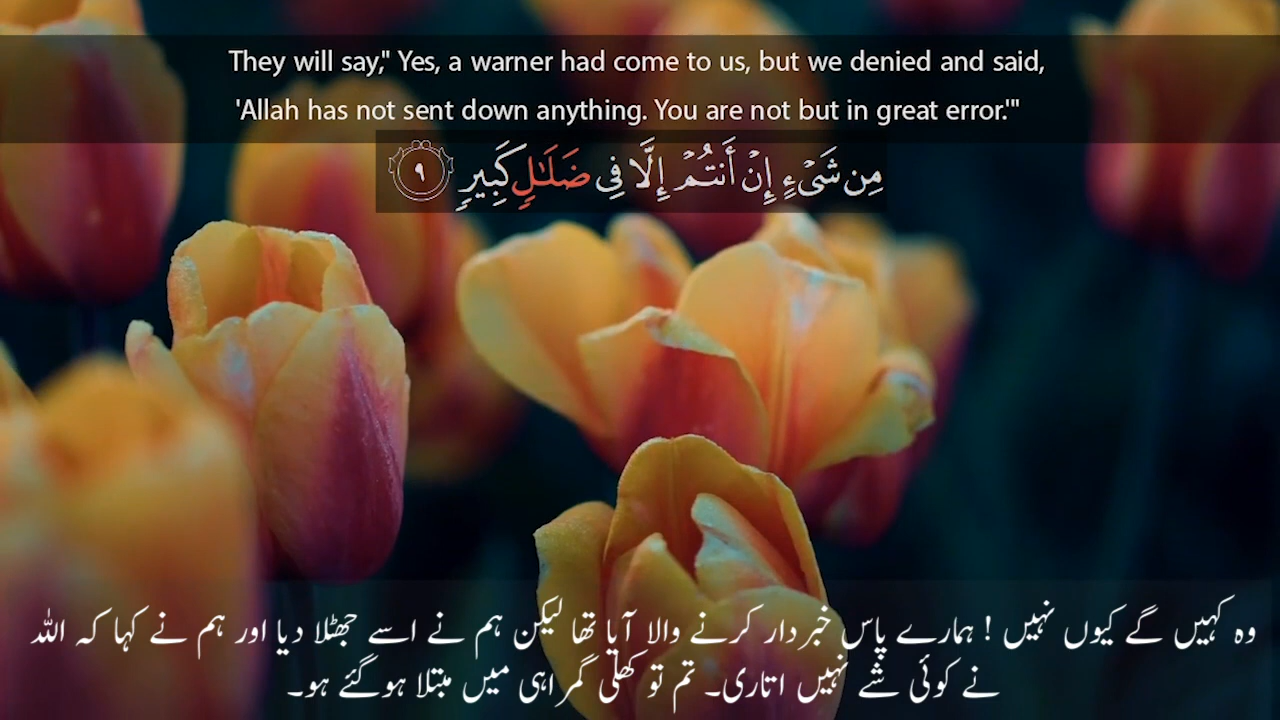 They will say," Yes, a warner had come to us, but we denied and said,
'Allah has not sent down anything. You are not but in great error.'"
مِن شَىْءٍ إِنْ أَنتُمْ إِلَّا فِى ضَلَـٰلٍ كَبِيرٍ ٩
وہ کہیں گے کیوں نہیں ! ہمارے پاس خبردار کرنے والا آیا تھا لیکن ہم نے اسے جھٹلا دیا اور ہم نے کہا کہ اللہ
نے کوئی شے نہیں اتاری۔ تم تو کھلی گمراہی میں مبتلا ہوگئے ہو۔